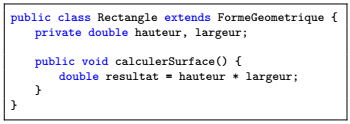 public class Rectangle extends FormeGeometrique {
    private double hauteur, largeur;

    public void calculerSurface() {
        double resultat = hauteur * largeur;
    }
}